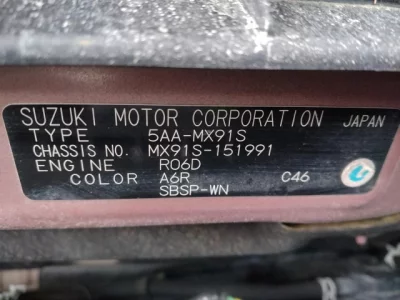 SUZUKI MOTOR CORPORATION JAPAN
TYPE 5AA-MX91S
CHASSIS NO. MX91S-151991
ENGINE R06D
COLOR A6R C46
SBSP-WN